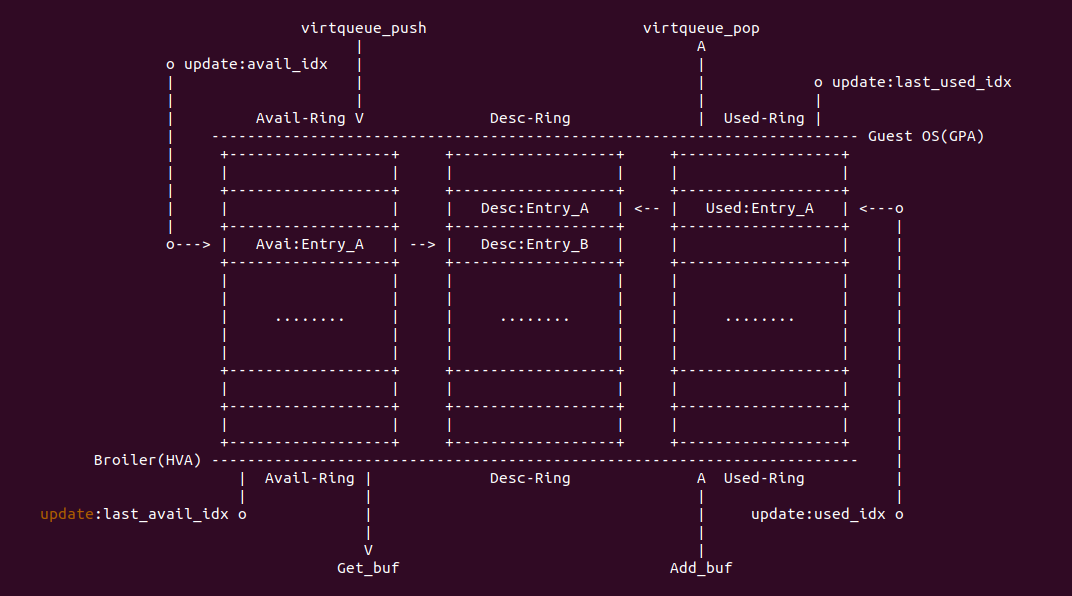 virtqueue_push virtqueue_pop
| A
o update:avail_idx | |
| | | o update:last_used_idx
| | | |
| Avail-Ring V Desc-Ring | Used-Ring |
| ------------------------------------------------------------------------ Guest OS(GPA)
| +------------------+ +------------------+ +------------------+
| | | | | | |
| +------------------+ +------------------+ +------------------+
| | | | Desc:Entry_A | <-- | Used:Entry_A | <---o
| +------------------+ +------------------+ +------------------+ |
o---> | Avai:Entry_A | --> | Desc:Entry_B | | | |
+------------------+ +------------------+ +------------------+ |
| | | | | | |
| | | | | | |
| ........ | | ........ | | ........ | |
| | | | | | |
| | | | | | |
+------------------+ +------------------+ +------------------+ |
| | | | | | |
+------------------+ +------------------+ +------------------+ |
| | | | | | |
+------------------+ +------------------+ +------------------+ |
Broiler(HVA) ------------------------------------------------------------------------ |
| Avail-Ring | Desc-Ring A Used-Ring |
| | | |
update:last_avail_idx o | | update:used_idx o
| |
V |
Get_buf Add_buf